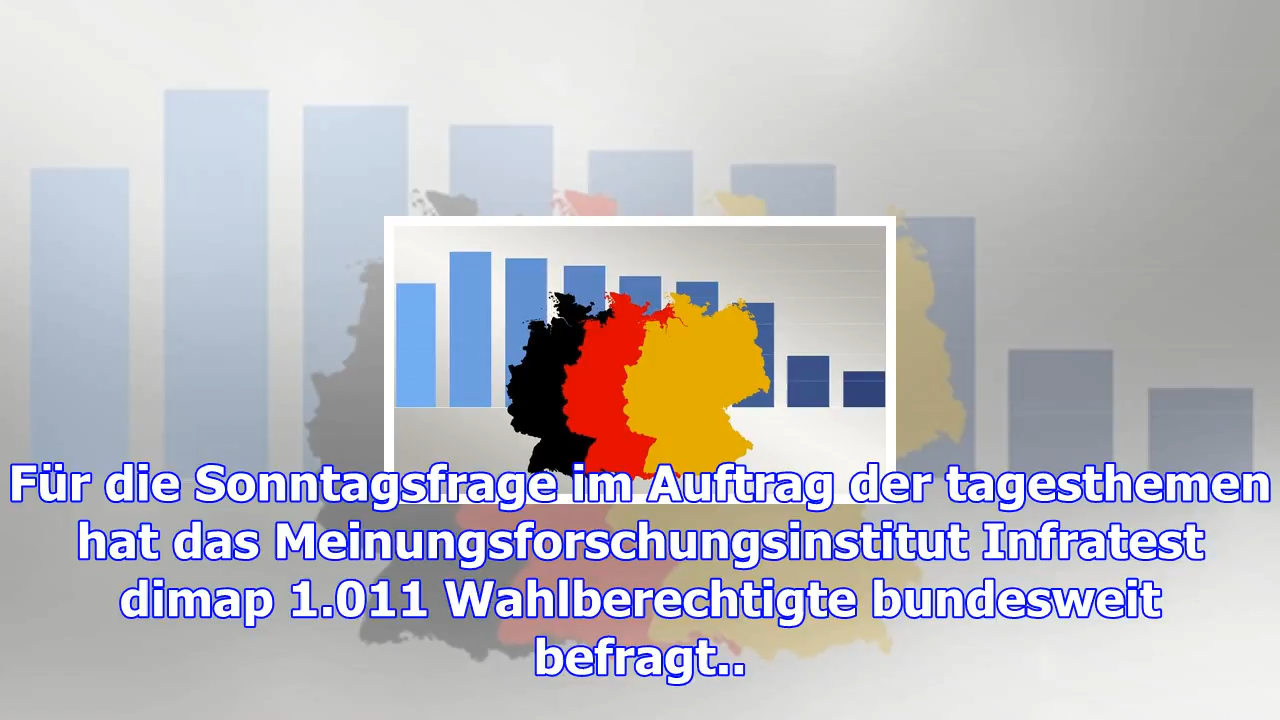 Für die Sonntagsfrage im Auftrag der tagesthemen
hat das Meinungsforschungsinstitut Infratest
dimap 1.011 Wahlberechtigte bundesweit
befragt..